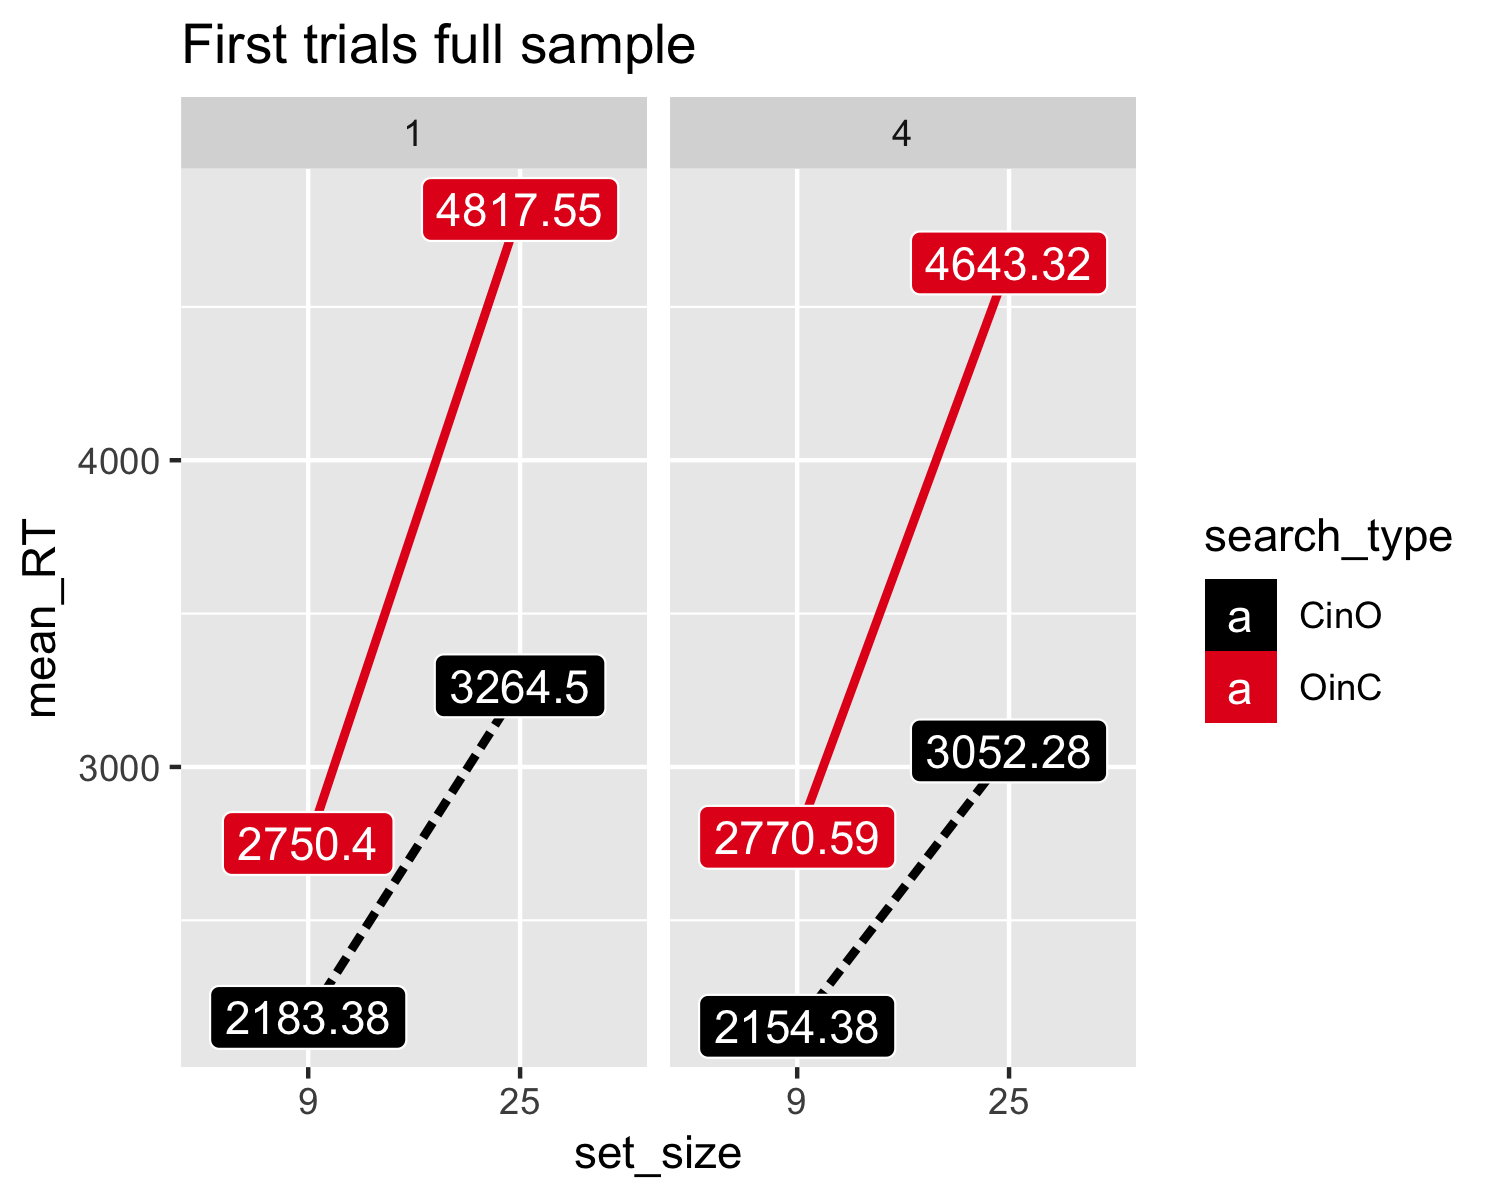 First trials full sample
1
4
4817.55
4643.32
4000
3264.5
3052.28
3000
2750.4
2770.59
2183.38
2154.38
9
25
9
25
set_size
mean_RT
search_type
a CinO
a OinC